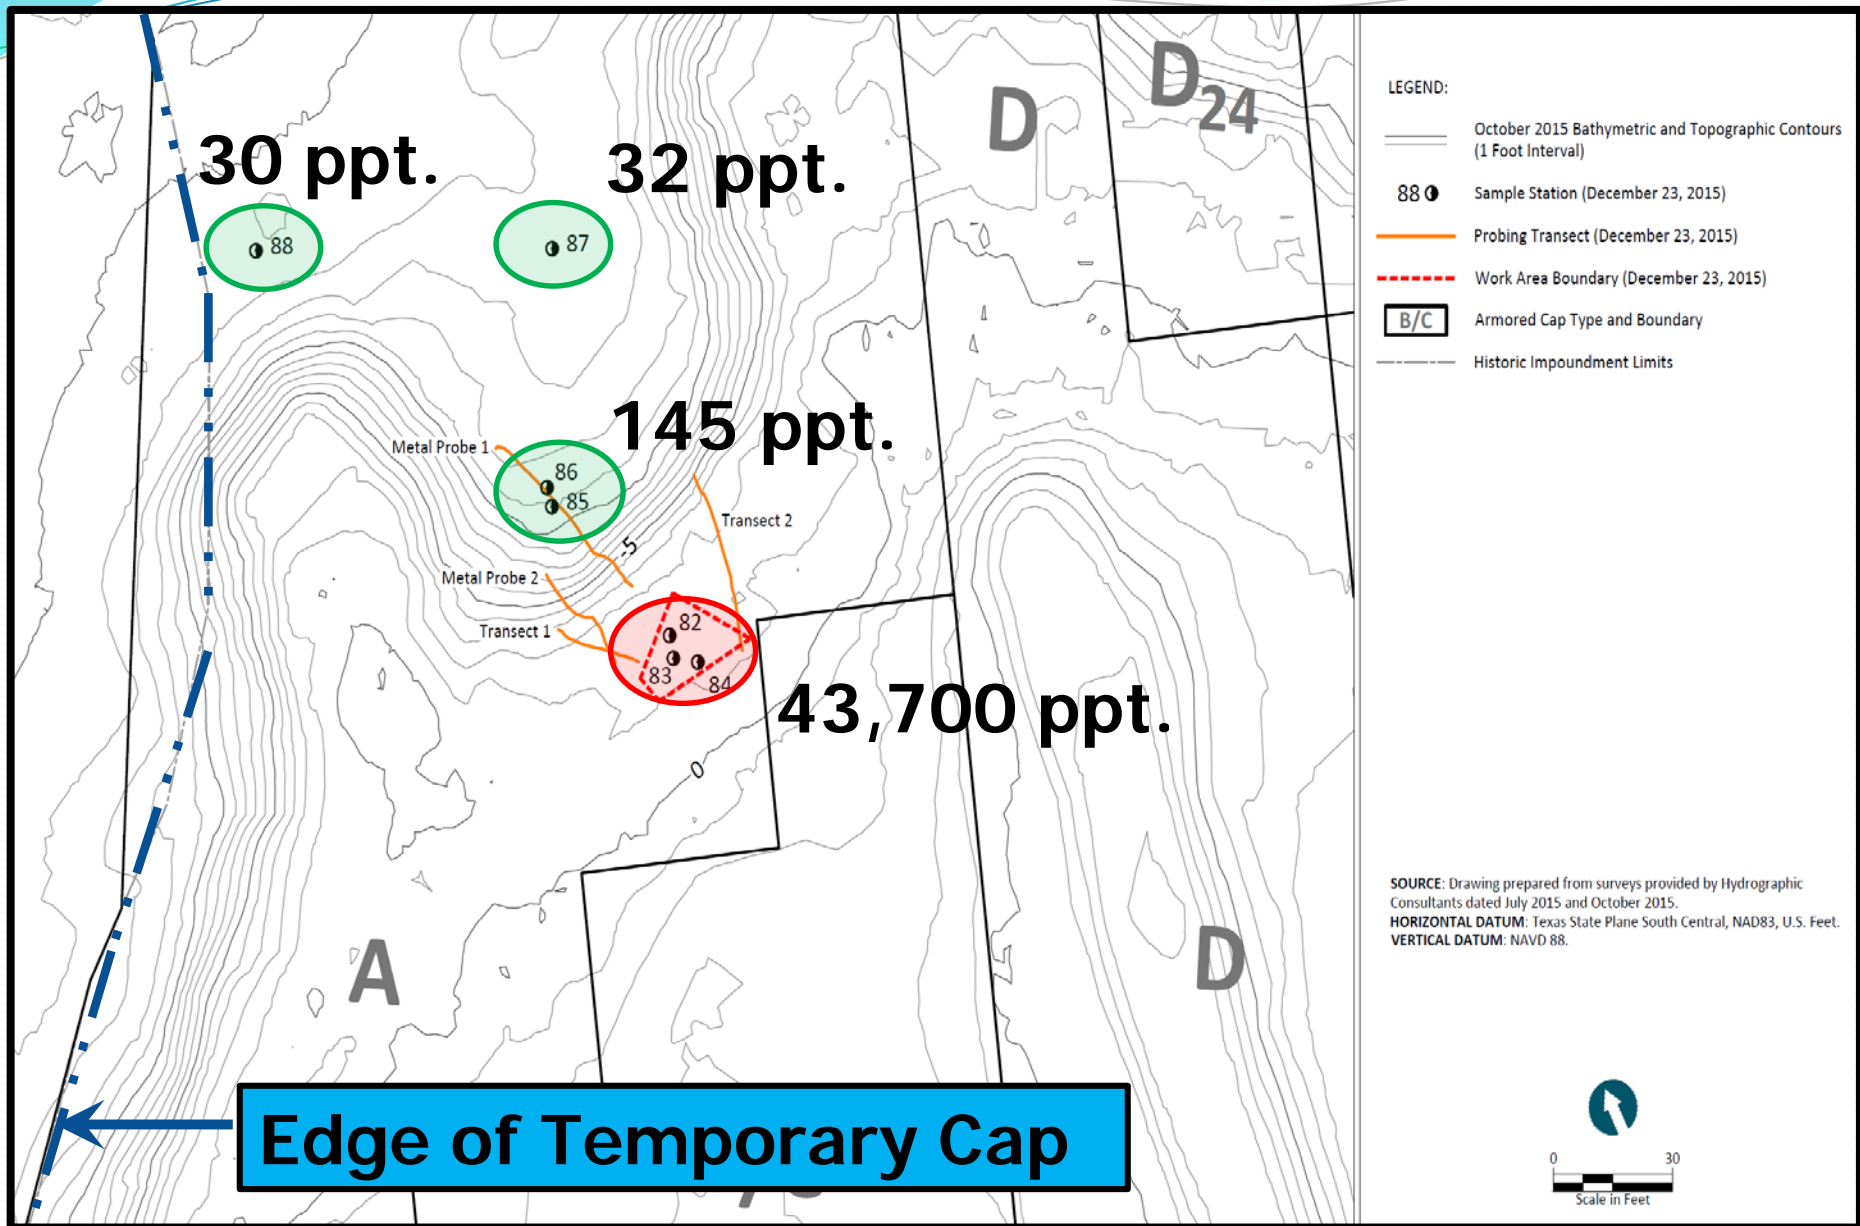 D
D24
30 ppt.
32 ppt.
88
87
145 ppt.
Metal Probe 1
86
85
Transect 2
-5
Metal Probe 2
Transect 1
82
83
84
43,700 ppt.
0
A
D
Edge of Temporary Cap
LEGEND:
October 2015 Bathymetric and Topographic Contours
(1 Foot Interval)
88 Sample Station (December 23, 2015)
Probing Transect (December 23, 2015)
Work Area Boundary (December 23, 2015)
B/C Armored Cap Type and Boundary
Historic Impoundment Limits
SOURCE: Drawing prepared from surveys provided by Hydrographic
Consultants dated July 2015 and October 2015.
HORIZONTAL DATUM: Texas State Plane South Central, NAD83, U.S. Feet.
VERTICAL DATUM: NAVD 88.
0 30
Scale in Feet